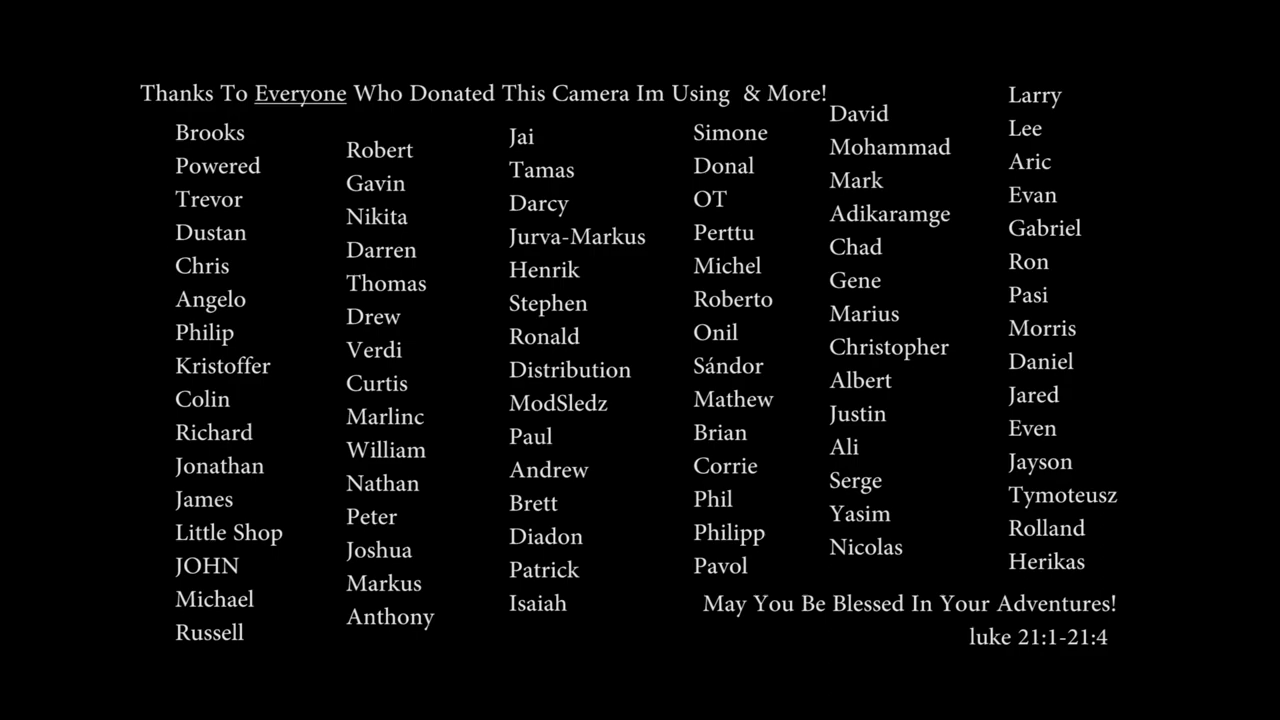 Thanks To Everyone Who Donated This Camera Im Using & More!
Brooks
Powered
Trevor
Dustan
Chris
Angelo
Philip
Kristoffer
Colin
Richard
Jonathan
James
Little Shop
JOHN
Michael
Russell
Robert
Gavin
Nikita
Darren
Thomas
Drew
Verdi
Curtis
Marlinc
William
Nathan
Peter
Joshua
Markus
Anthony
Jai
Tamas
Darcy
Jurva-Markus
Henrik
Stephen
Ronald
Distribution
ModSledz
Paul
Andrew
Brett
Diadon
Patrick
Isaiah
Simone
Donal
OT
Perttu
Michel
Roberto
Onil
Sándor
Mathew
Brian
Corrie
Phil
Philipp
Pavol
David
Mohammad
Mark
Adikaramge
Chad
Gene
Marius
Christopher
Albert
Justin
Ali
Serge
Yasim
Nicolas
Larry
Lee
Aric
Evan
Gabriel
Ron
Pasi
Morris
Daniel
Jared
Even
Jayson
Tymoteusz
Rolland
Herikas
May You Be Blessed In Your Adventures!
luke 21:1-21:4